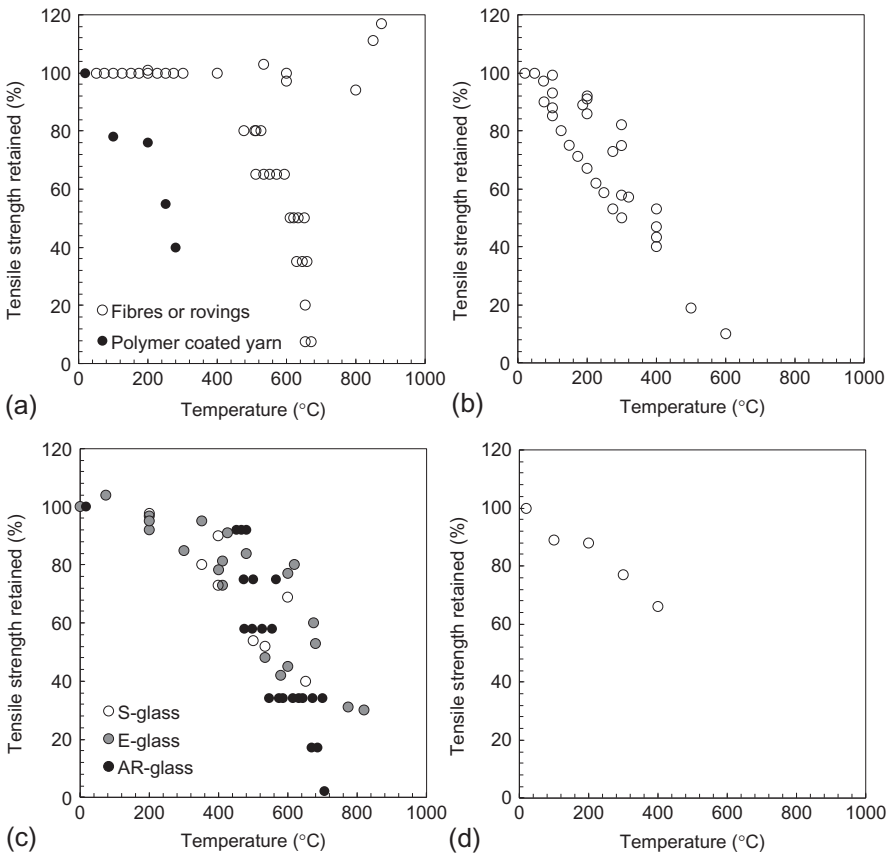 120
100
80
60
40
20
0
Tensile strength retained (%)
Fibres or rovings
Polymer coated yarn
0 200 400 600 800 1000
Temperature (°C)
(a)
120
100
80
60
40
20
0
Tensile strength retained (%)
0 200 400 600 800 1000
Temperature (°C)
(b)
120
100
80
60
40
20
0
Tensile strength retained (%)
S-glass
E-glass
AR-glass
0 200 400 600 800 1000
Temperature (°C)
(c)
120
100
80
60
40
20
0
Tensile strength retained (%)
0 200 400 600 800 1000
Temperature (°C)
(d)